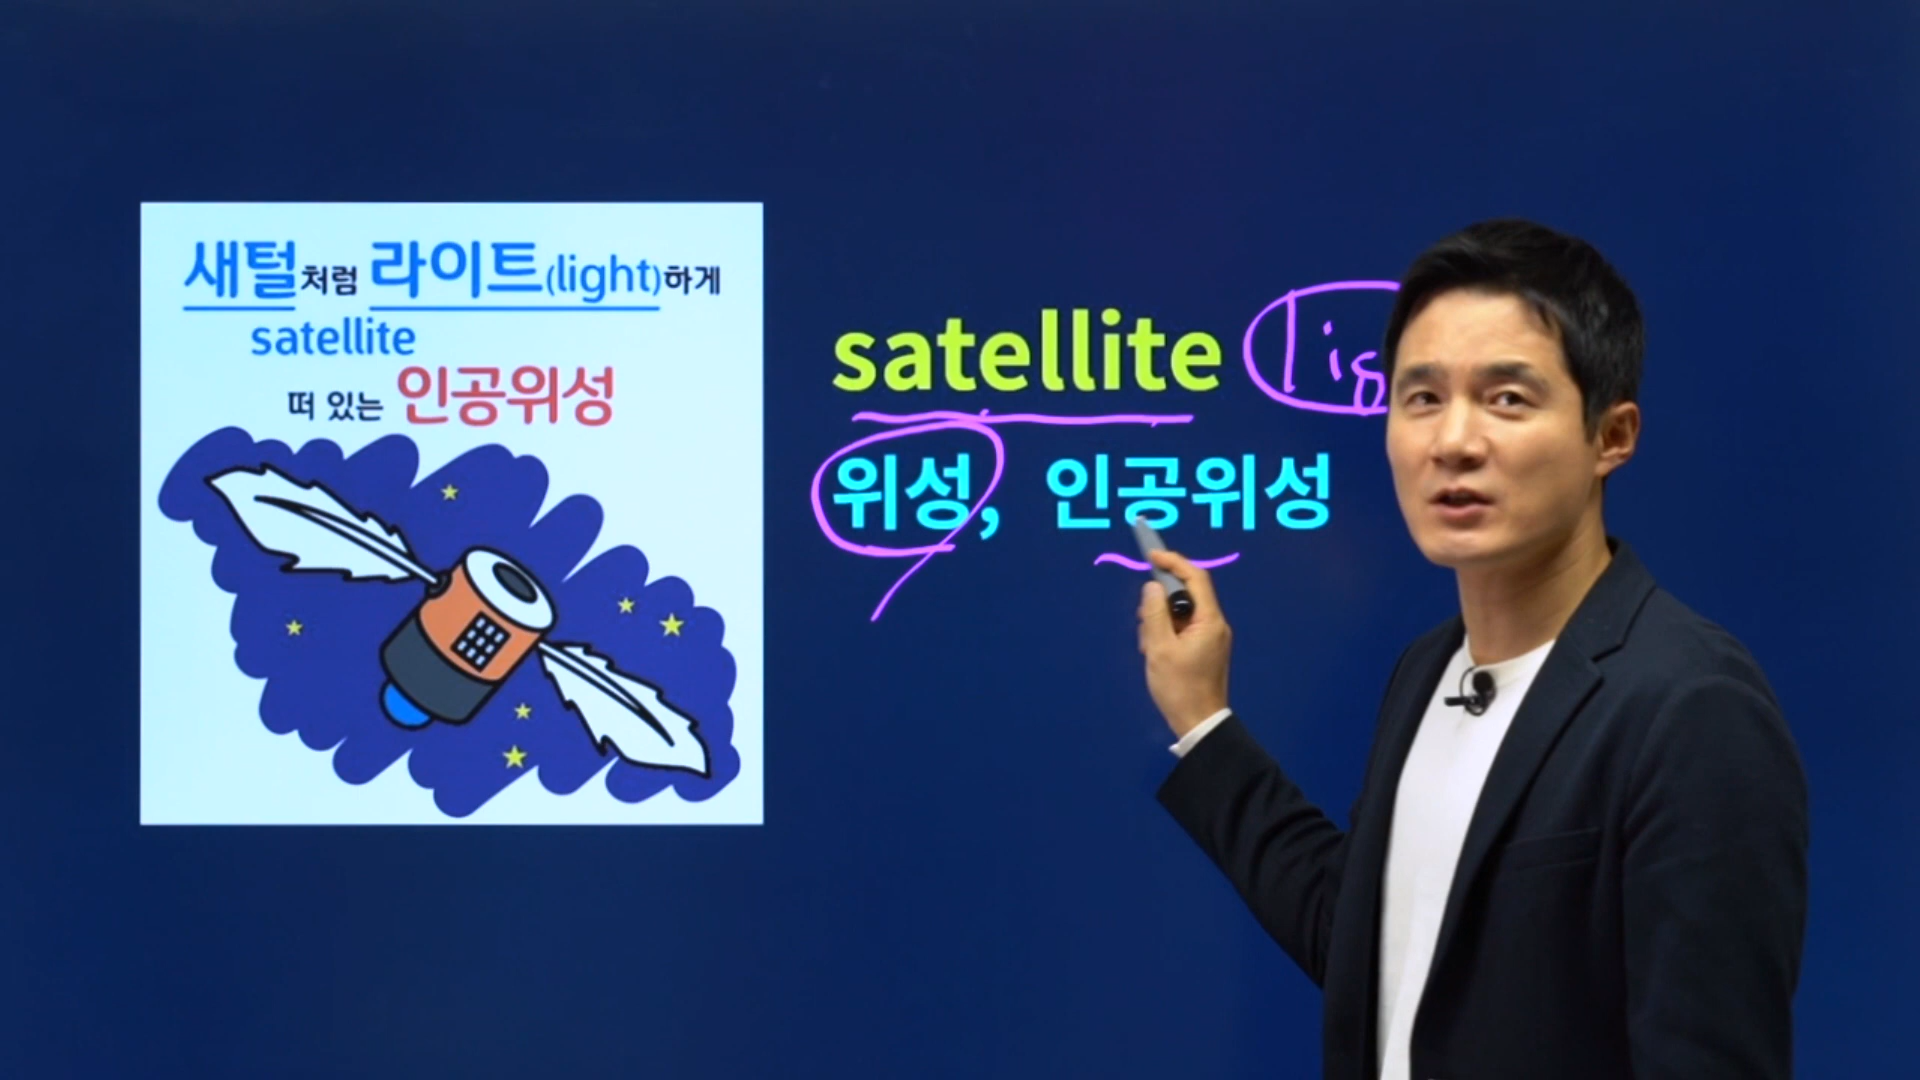 새털처럼 라이트(light)하게
satellite
떠 있는 인공위성
satellite
위성, 인공위성